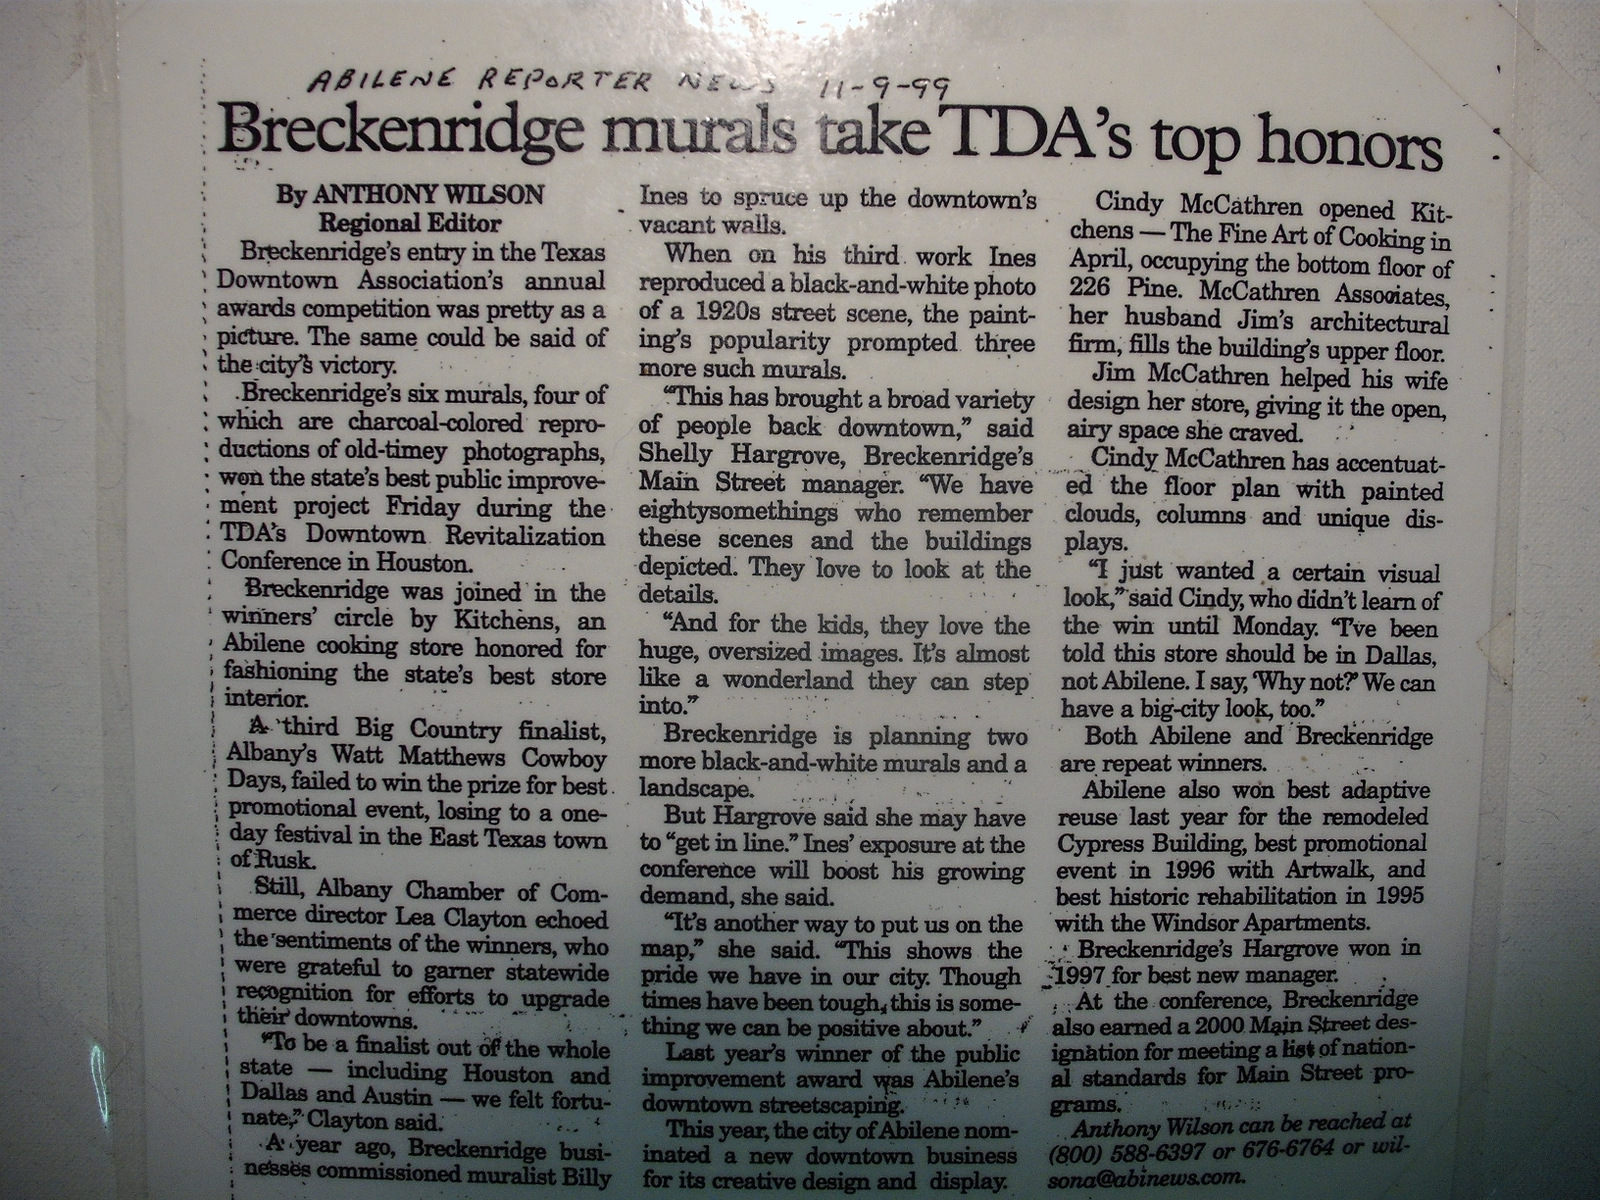 ABILENE REPORTER NEWS 11-9-99
Breckenridge murals take TDA's top honors
By ANTHONY WILSON
Regional Editor
Breckenridge's entry in the Texas
Downtown Association's annual
awards competition was pretty as a
picture. The same could be said of
the city's victory.
Breckenridge's six murals, four of
which are charcoal-colored repro-
ductions of old-timey photographs,
won the state's best public improve-
ment project Friday during the
TDA's Downtown Revitalization
Conference in Houston.
Breckenridge was joined in the
winners' circle by Kitchens, an
Abilene cooking store honored for
fashioning the state's best store
interior.
A third Big Country finalist,
Albany's Watt Matthews Cowboy
Days, failed to win the prize for best
promotional event, losing to a one-
day festival in the East Texas town
of Rusk.
Still, Albany Chamber of Com-
merce director Lea Clayton echoed
the sentiments of the winners, who
were grateful to garner statewide
recognition for efforts to upgrade
their downtowns.
"To be a finalist out of the whole
state — including Houston and
Dallas and Austin — we felt fortu-
nate," Clayton said.
A year ago, Breckenridge busi-
nesses commissioned muralist Billy
Ines to spruce up the downtown's
vacant walls.
When on his third work Ines
reproduced a black-and-white photo
of a 1920s street scene, the paint-
ing's popularity prompted three
more such murals.
"This has brought a broad variety
of people back downtown," said
Shelly Hargrove, Breckenridge's
Main Street manager. "We have
eightysomethings who remember
these scenes and the buildings
depicted. They love to look at the
details.
"And for the kids, they love the
huge, oversized images. It's almost
like a wonderland they can step
into."
Breckenridge is planning two
more black-and-white murals and a
landscape.
But Hargrove said she may have
to "get in line." Ines' exposure at the
conference will boost his growing
demand, she said.
"It's another way to put us on the
map," she said. "This shows the
pride we have in our city. Though
times have been tough, this is some-
thing we can be positive about."
Last year's winner of the public
improvement award was Abilene's
downtown streetscaping.
This year, the city of Abilene nom-
inated a new downtown business
for its creative design and display.
Cindy McCathren opened Kit-
chens — The Fine Art of Cooking in
April, occupying the bottom floor of
226 Pine. McCathren Associates,
her husband Jim's architectural
firm, fills the building's upper floor.
Jim McCathren helped his wife
design her store, giving it the open,
airy space she craved.
Cindy McCathren has accentuat-
ed the floor plan with painted
clouds, columns and unique dis-
plays.
"I just wanted a certain visual
look," said Cindy, who didn't learn of
the win until Monday. "I've been
told this store should be in Dallas,
not Abilene. I say, 'Why not?' We can
have a big-city look, too."
Both Abilene and Breckenridge
are repeat winners.
Abilene also won best adaptive
reuse last year for the remodeled
Cypress Building, best promotional
event in 1996 with Artwalk, and
best historic rehabilitation in 1995
with the Windsor Apartments.
Breckenridge's Hargrove won in
1997 for best new manager.
At the conference, Breckenridge
also earned a 2000 Main Street des-
ignation for meeting a list of nation-
al standards for Main Street pro-
grams.
Anthony Wilson can be reached at
(800) 588-6397 or 676-6764 or wil-
sona@abinews.com.